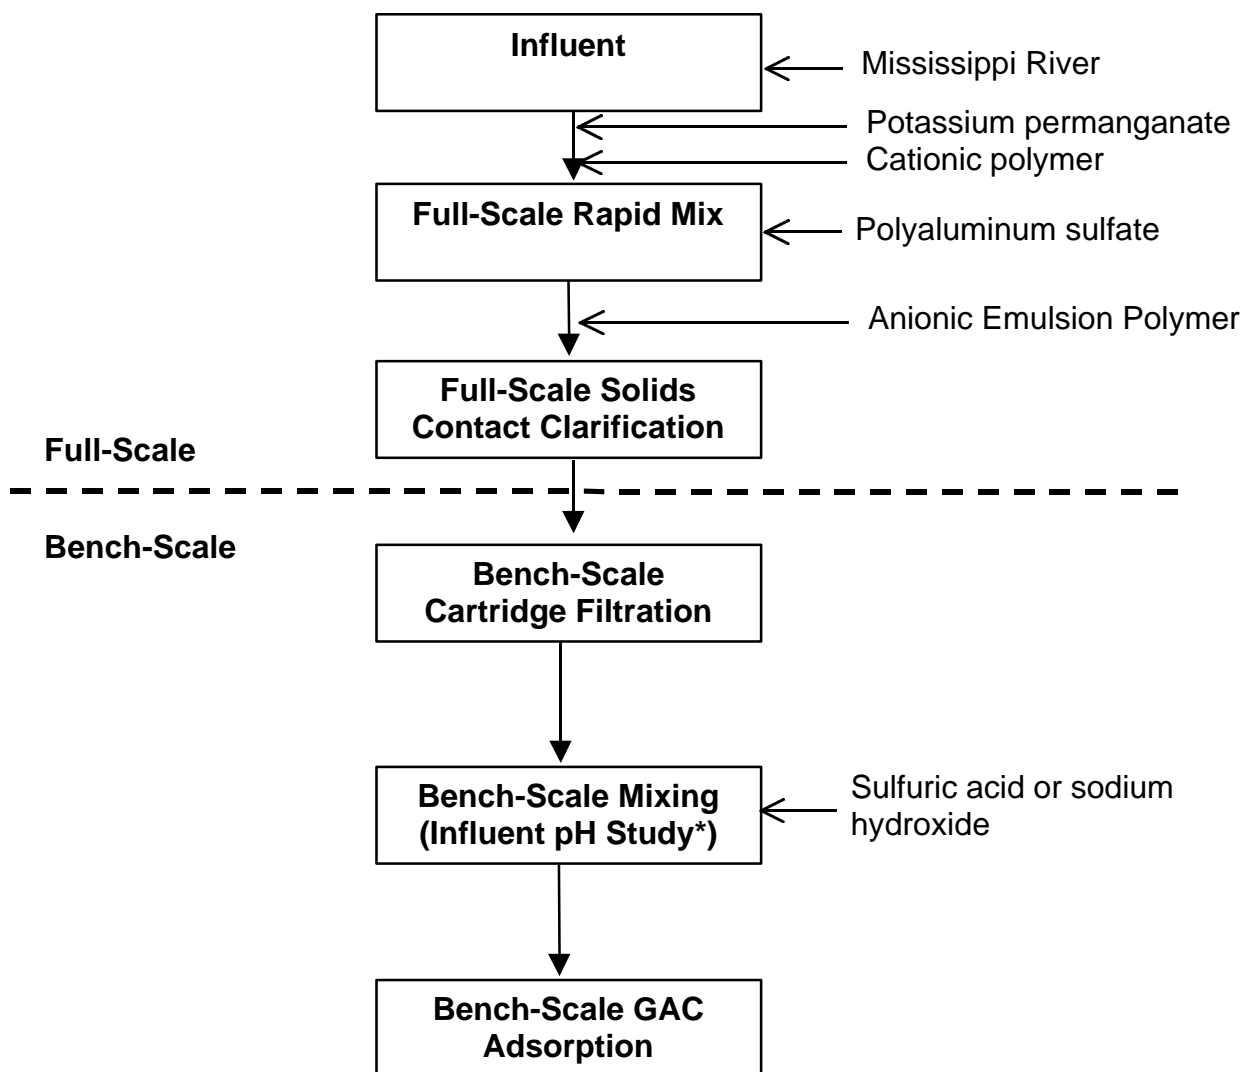 Influent
Mississippi River
Potassium permanganate
Cationic polymer
Full-Scale Rapid Mix
Polyaluminum sulfate
Anionic Emulsion Polymer
Full-Scale Solids
Contact Clarification
Full-Scale
Bench-Scale
Bench-Scale
Cartridge Filtration
Bench-Scale Mixing
(Influent pH Study*)
Sulfuric acid or sodium
hydroxide
Bench-Scale GAC
Adsorption